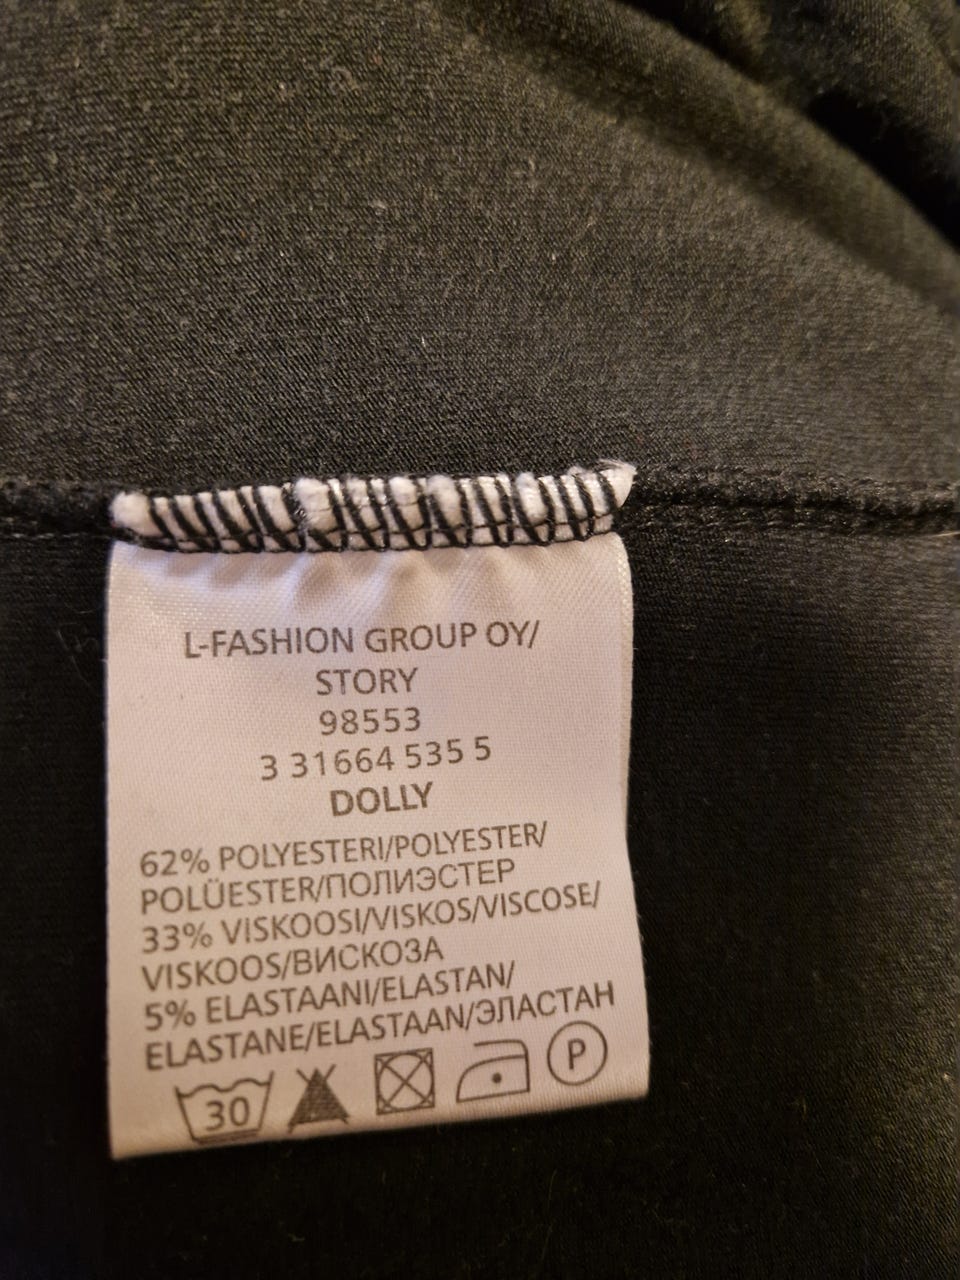 L-FASHION GROUP OY/
STORY
98553
3 31664 535 5
DOLLY
62% POLYESTERI/POLYESTER/
POLÜESTER/ПОЛИЭСТЕР
33% VISKOOSI/VISKOS/VISCOSE/
VISKOOS/ВИСКОЗА
5% ELASTAANI/ELASTAN/
ELASTANE/ELASTAAN/ЭЛАСТАН
30 P